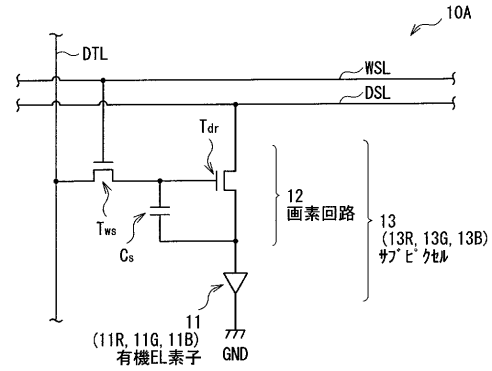 10A
DTL
WSL
DSL
Tdr
Tws
Cs
12
画素回路
13
(13R, 13G, 13B)
サブピクセル
11
(11R, 11G, 11B)
有機EL素子
GND